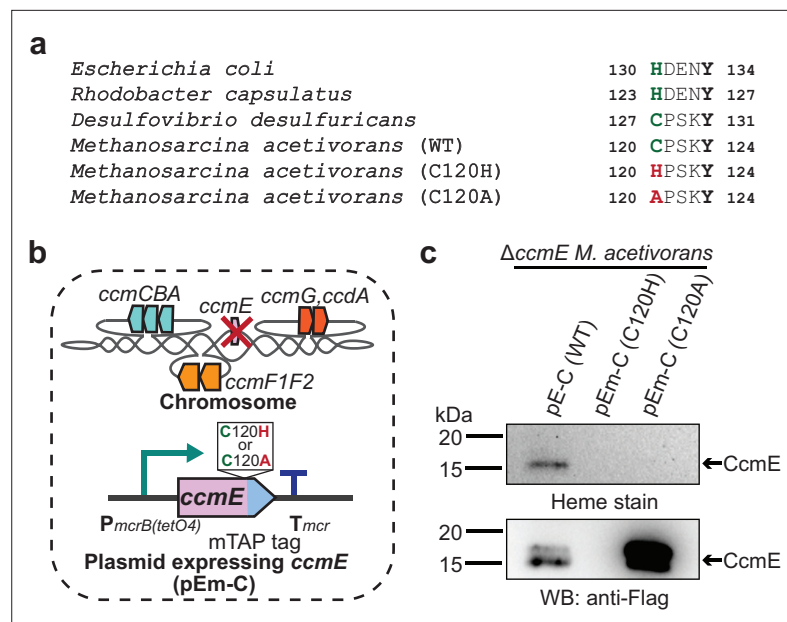 a
Escherichia coli 130 HDENY 134
Rhodobacter capsulatus 123 HDENY 127
Desulfovibrio desulfuricans 127 CPSKY 131
Methanosarcina acetivorans (WT) 120 CPSKY 124
Methanosarcina acetivorans (C120H) 120 HPSKY 124
Methanosarcina acetivorans (C120A) 120 APSKY 124
b
ccmCBA
ccmE
ccmG,ccdA
ccmF1F2
Chromosome
C120H
or
C120A
ccmE
PmcrB(tetO4)
Tmcr
mTAP tag
Plasmid expressing ccmE
(pEm-C)
c
ΔccmE M. acetivorans
pE-C (WT)
pEm-C (C120H)
pEm-C (C120A)
kDa
20
15
CcmE
Heme stain
20
15
CcmE
WB: anti-Flag